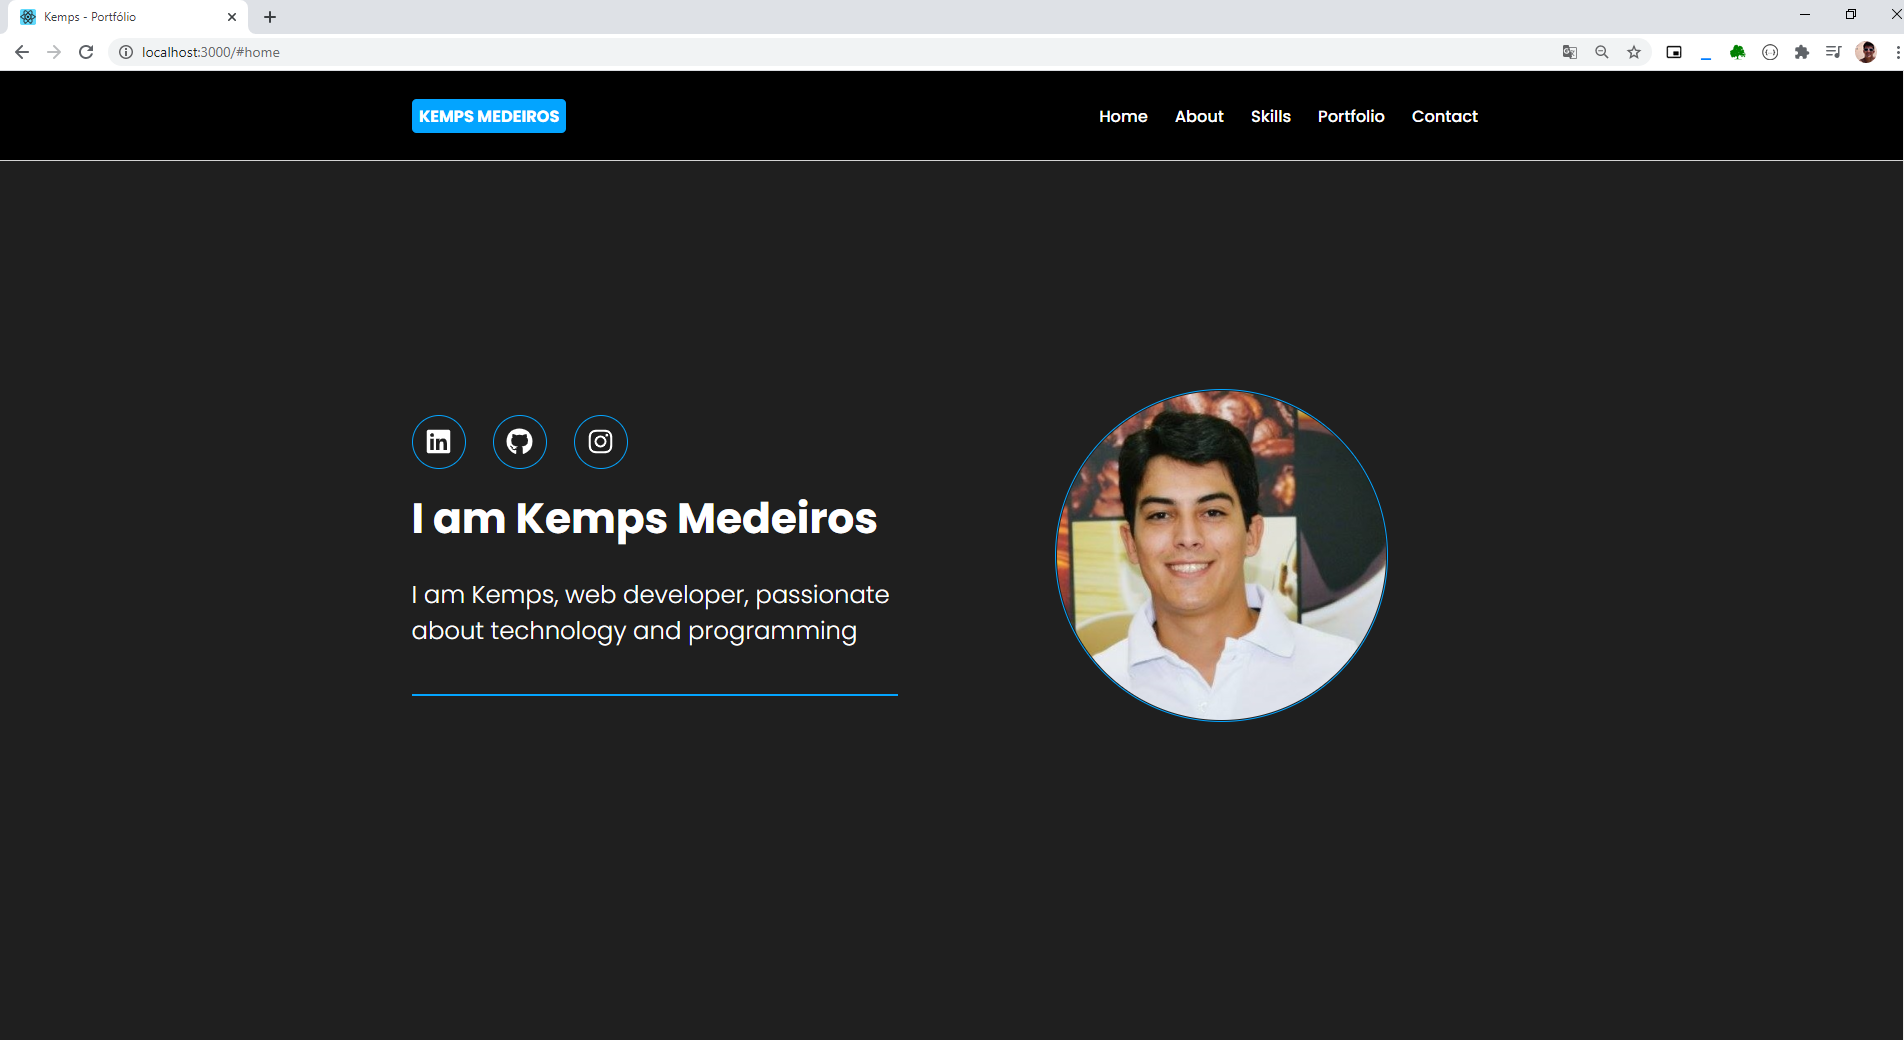 Kemps - Portfólio
localhost:3000/#home
KEMPS MEDEIROS
Home About Skills Portfolio Contact
in
I am Kemps Medeiros
I am Kemps, web developer, passionate
about technology and programming